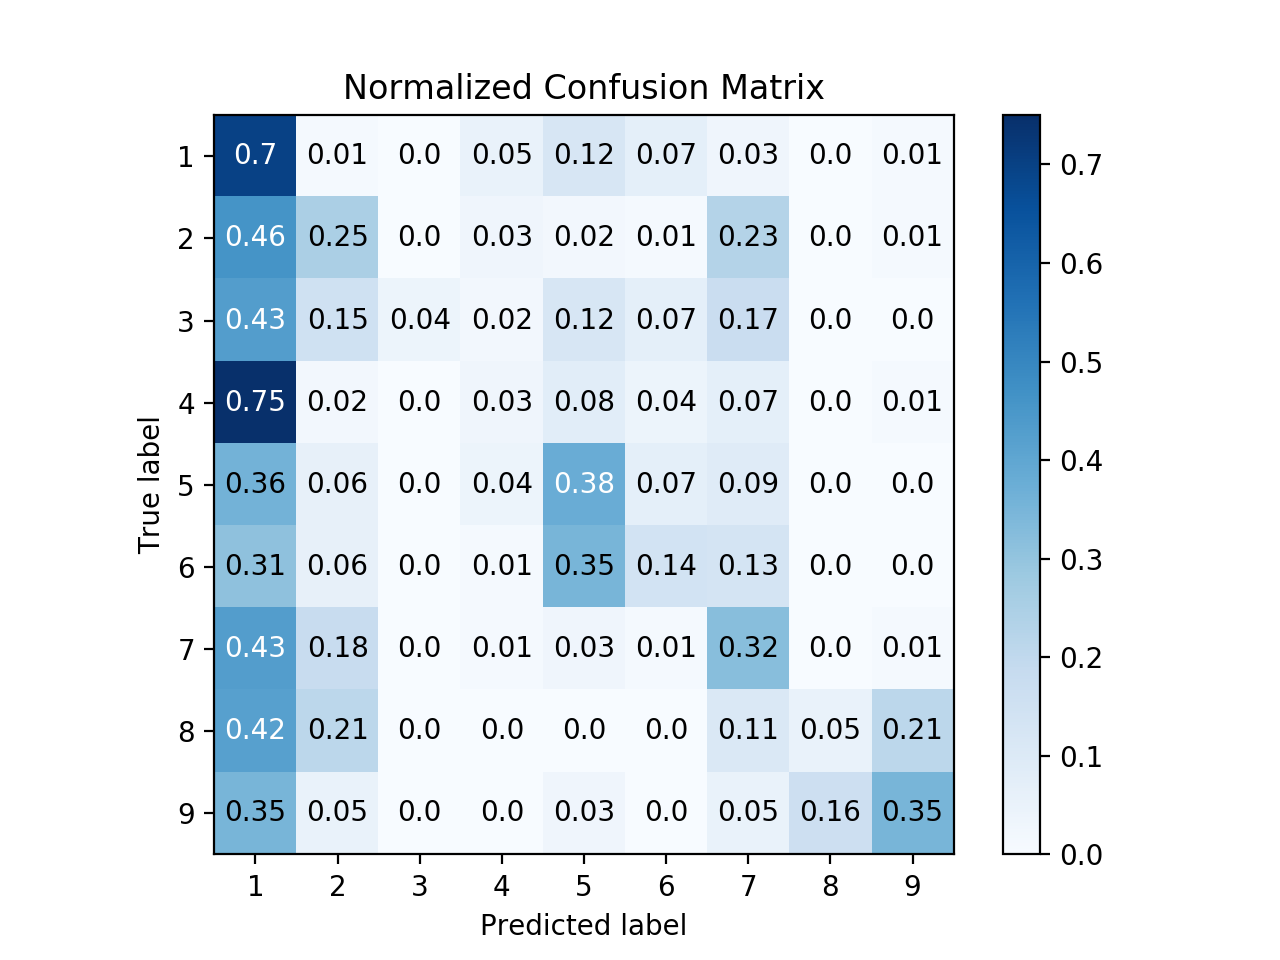 Normalized Confusion Matrix
1 0.7 0.01 0.0 0.05 0.12 0.07 0.03 0.0 0.01
2 0.46 0.25 0.0 0.03 0.02 0.01 0.23 0.0 0.01
3 0.43 0.15 0.04 0.02 0.12 0.07 0.17 0.0 0.0
4 0.75 0.02 0.0 0.03 0.08 0.04 0.07 0.0 0.01
5 0.36 0.06 0.0 0.04 0.38 0.07 0.09 0.0 0.0
6 0.31 0.06 0.0 0.01 0.35 0.14 0.13 0.0 0.0
7 0.43 0.18 0.0 0.01 0.03 0.01 0.32 0.0 0.01
8 0.42 0.21 0.0 0.0 0.0 0.0 0.11 0.05 0.21
9 0.35 0.05 0.0 0.0 0.03 0.0 0.05 0.16 0.35
1 2 3 4 5 6 7 8 9
Predicted label
True label
0.7
0.6
0.5
0.4
0.3
0.2
0.1
0.0